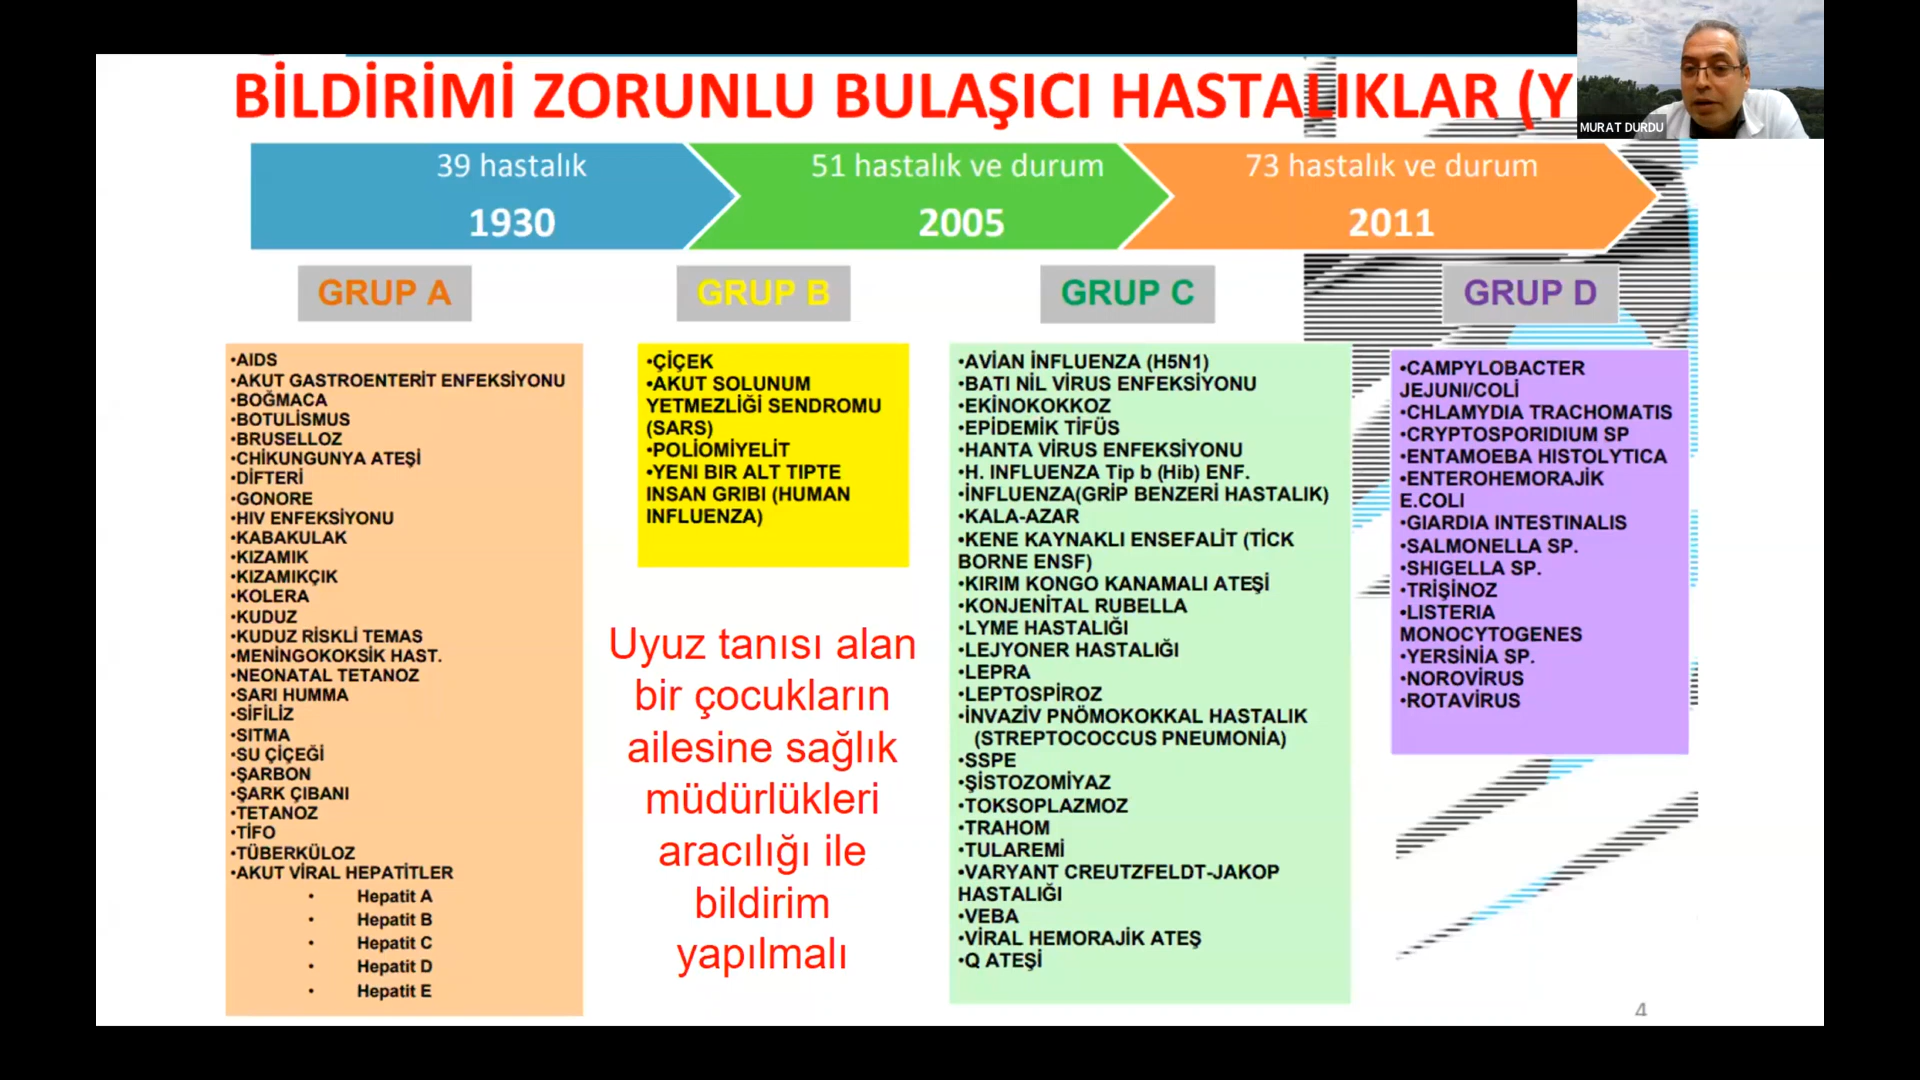 BİLDİRİMİ ZORUNLU BULAŞICI HASTALIKLAR (Y
MURAT DURDU
39 hastalık
1930
51 hastalık ve durum
2005
73 hastalık ve durum
2011
GRUP A
GRUP B
GRUP C
GRUP D
•AIDS
•AKUT GASTROENTERİT ENFEKSİYONU
•BOĞMACA
•BOTULİSMUS
•BRUSELLOZ
•CHİKUNGUNYA ATEŞİ
•DİFTERİ
•GONORE
•HIV ENFEKSİYONU
•KABAKULAK
•KIZAMIK
•KIZAMIKÇIK
•KOLERA
•KUDUZ
•KUDUZ RİSKLİ TEMAS
•MENİNGOKOKSİK HAST.
•NEONATAL TETANOZ
•SARI HUMMA
•SİFİLİZ
•SITMA
•SU ÇİÇEĞİ
•ŞARBON
•ŞARK ÇIBANI
•TETANOZ
•TİFO
•TÜBERKÜLOZ
•AKUT VİRAL HEPATİTLER
• Hepatit A
• Hepatit B
• Hepatit C
• Hepatit D
• Hepatit E
•ÇİÇEK
•AKUT SOLUNUM
YETMEZLİĞİ SENDROMU
(SARS)
•POLİOMİYELİT
•YENI BIR ALT TIPTE
INSAN GRIBI (HUMAN
INFLUENZA)
Uyuz tanısı alan
bir çocukların
ailesine sağlık
müdürlükleri
aracılığı ile
bildirim
yapılmalı
•AVİAN İNFLUENZA (H5N1)
•BATI NİL VİRUS ENFEKSİYONU
•EKİNOKOKKOZ
•EPİDEMİK TİFÜS
•HANTA VİRUS ENFEKSİYONU
•H. INFLUENZA Tip b (Hib) ENF.
•İNFLUENZA(GRİP BENZERİ HASTALIK)
•KALA-AZAR
•KENE KAYNAKLI ENSEFALİT (TİCK
BORNE ENSF)
•KIRIM KONGO KANAMALI ATEŞİ
•KONJENİTAL RUBELLA
•LYME HASTALIĞI
•LEJYONER HASTALIĞI
•LEPRA
•LEPTOSPİROZ
•İNVAZİV PNÖMOKOKKAL HASTALIK
(STREPTOCOCCUS PNEUMONİA)
•SSPE
•ŞİSTOZOMİYAZ
•TOKSOPLAZMOZ
•TRAHOM
•TULAREMİ
•VARYANT CREUTZFELDT-JAKOP
HASTALIĞI
•VEBA
•VİRAL HEMORAJİK ATEŞ
•Q ATEŞİ
•CAMPYLOBACTER
JEJUNI/COLİ
•CHLAMYDIA TRACHOMATIS
•CRYPTOSPORIDIUM SP
•ENTAMOEBA HISTOLYTICA
•ENTEROHEMORAJİK
E.COLI
•GIARDIA INTESTINALIS
•SALMONELLA SP.
•SHIGELLA SP.
•TRİŞİNOZ
•LISTERIA
MONOCYTOGENES
•YERSİNİA SP.
•NOROVİRUS
•ROTAVİRUS
4